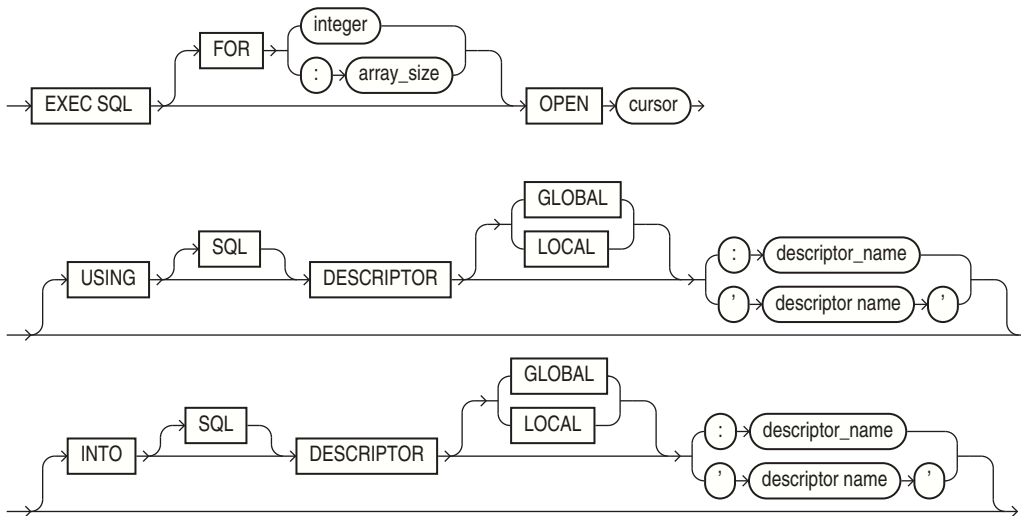 integer
FOR
: array_size
EXEC SQL OPEN cursor
GLOBAL
SQL LOCAL : descriptor_name
USING DESCRIPTOR ' descriptor name '
GLOBAL
SQL LOCAL : descriptor_name
INTO DESCRIPTOR ' descriptor name '